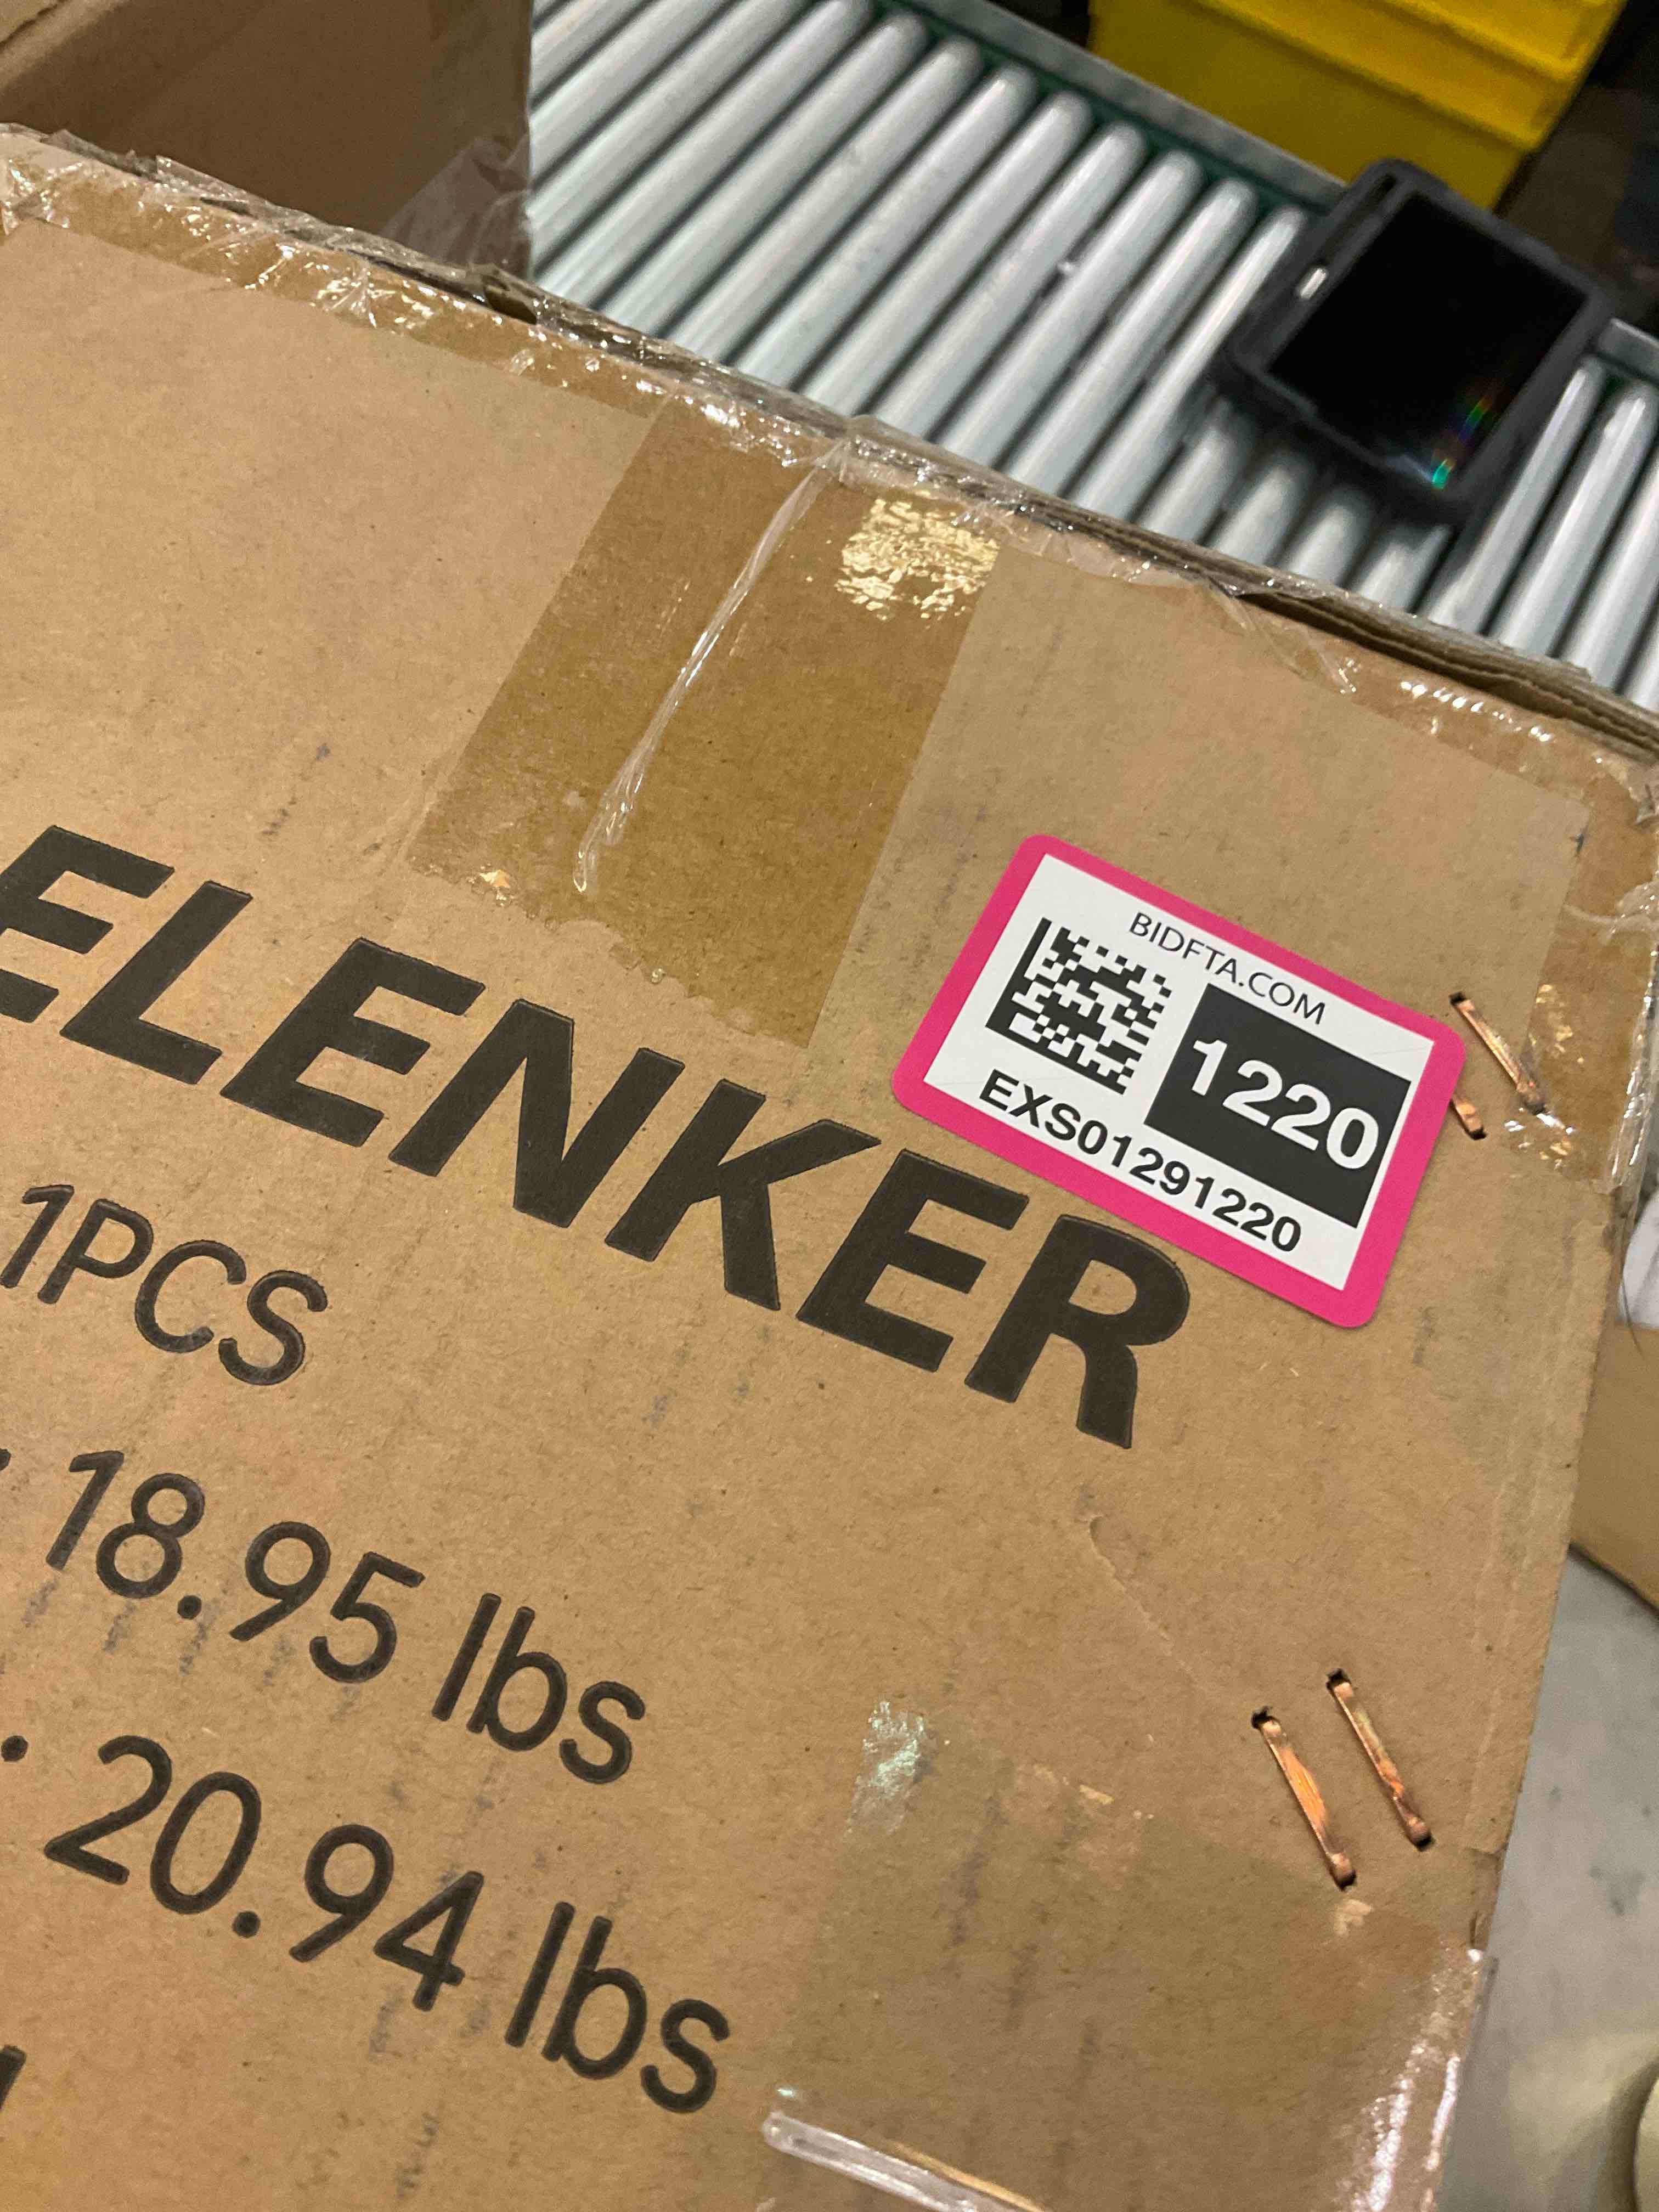 BIDFTA.COM
1220
EXS01291220
ELENKER
1PCS
18.95 lbs
: 20.94 lbs